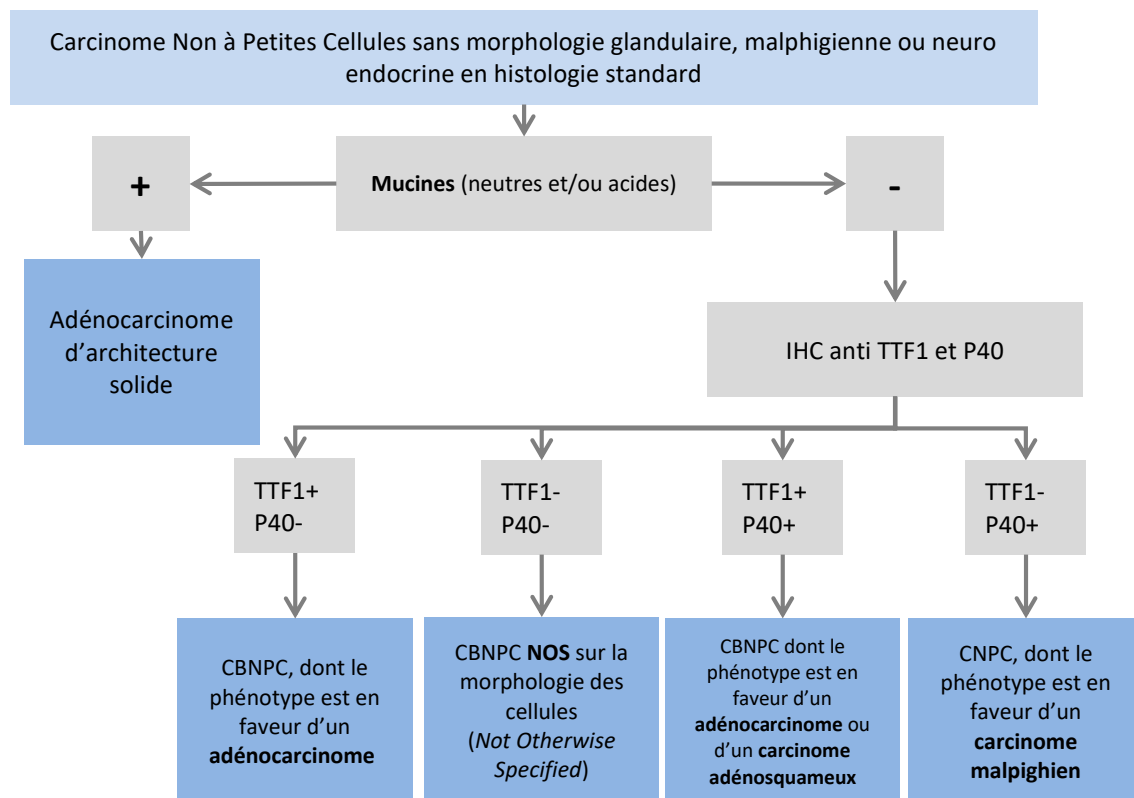 Carcinome Non à Petites Cellules sans morphologie glandulaire, malphigienne ou neuro
endocrine en histologie standard
+
Mucines (neutres et/ou acides)
-
Adénocarcinome
d’architecture
solide
IHC anti TTF1 et P40
TTF1+
P40-
TTF1-
P40-
TTF1+
P40+
TTF1-
P40+
CBNPC, dont le
phénotype est en
faveur d’un
adénocarcinome
CBNPC NOS sur la
morphologie des
cellules
(Not Otherwise
Specified)
CBNPC dont le
phénotype est en
faveur d’un
adénocarcinome ou
d’un carcinome
adénosquameux
CNPC, dont le
phénotype est en
faveur d’un
carcinome
malpighien